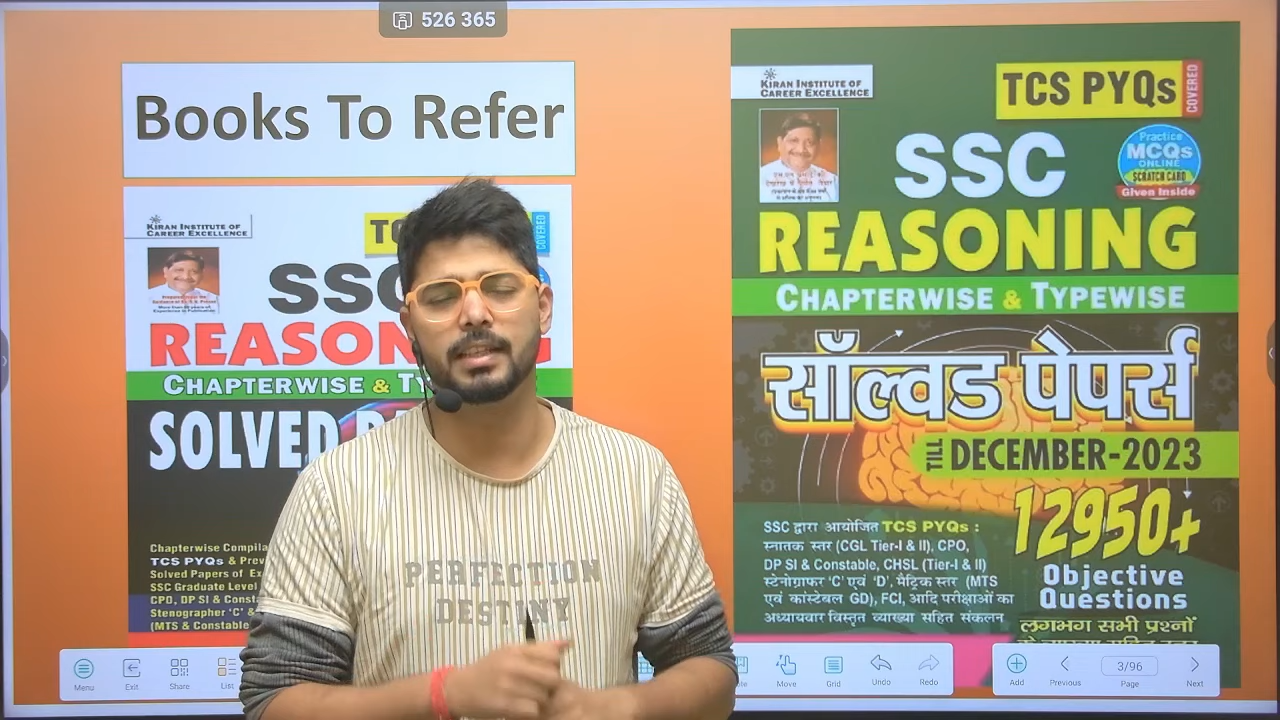 526 365
Books To Refer
KIRAN INSTITUTE OF
CAREER EXCELLENCE
SSC
REASON
CHAPTERWISE & TY
SOLVED
Chapterwise Compila
TCS PYQs & Prev
Solved Papers of Ex
SSC Graduate Level
CPO, DP SI & Consta
Stenographer 'C' &
(MTS & Constable
COVERED
KIRAN INSTITUTE OF
CAREER EXCELLENCE
TCS PYQs
COVERED
SSC
Practice
MCQs
ONLINE
SCRATCH CARD
Given Inside
REASONING
CHAPTERWISE & TYPEWISE
सॉल्वड पेपर्स
TILL DECEMBER-2023
12950+
Objective
Questions
लगभग सभी प्रश्नों
SSC द्वारा आयोजित TCS PYQs :
स्नातक स्तर (CGL Tier-I & II), CPO,
DP SI & Constable, CHSL (Tier-I & II)
स्टेनोग्राफर 'C' एवं 'D', मैट्रिक स्तर (MTS
एवं कांस्टेबल GD), FCI, आदि परीक्षाओं का
अध्यायवार विस्तृत व्याख्या सहित संकलन
PERFECTION
DESTINY
Menu
Exit
Share
List
Move
Grid
Undo
Redo
Add
Previous
3/96
Page
Next